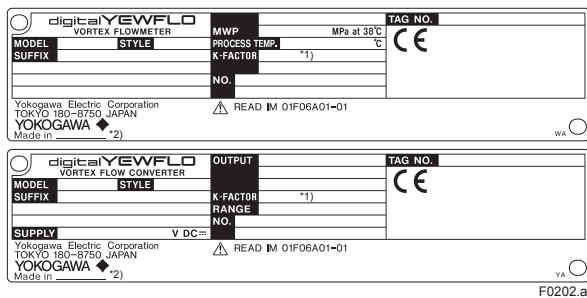 digitalYEWFLO
VORTEX FLOWMETER
MODEL STYLE
SUFFIX
MWP MPa at 38℃
PROCESS TEMP. ℃
K-FACTOR *1)
NO.
TAG NO.
CE
Yokogawa Electric Corporation
TOKYO 180-8750 JAPAN
YOKOGAWA
Made in *2)
⚠ READ IM 01F06A01-01
WA
digitalYEWFLO
VORTEX FLOW CONVERTER
MODEL STYLE
SUFFIX
SUPPLY V DC
OUTPUT
K-FACTOR *1)
RANGE
NO.
TAG NO.
CE
Yokogawa Electric Corporation
TOKYO 180-8750 JAPAN
YOKOGAWA
Made in *2)
⚠ READ IM 01F06A01-01
YA
F0202.a